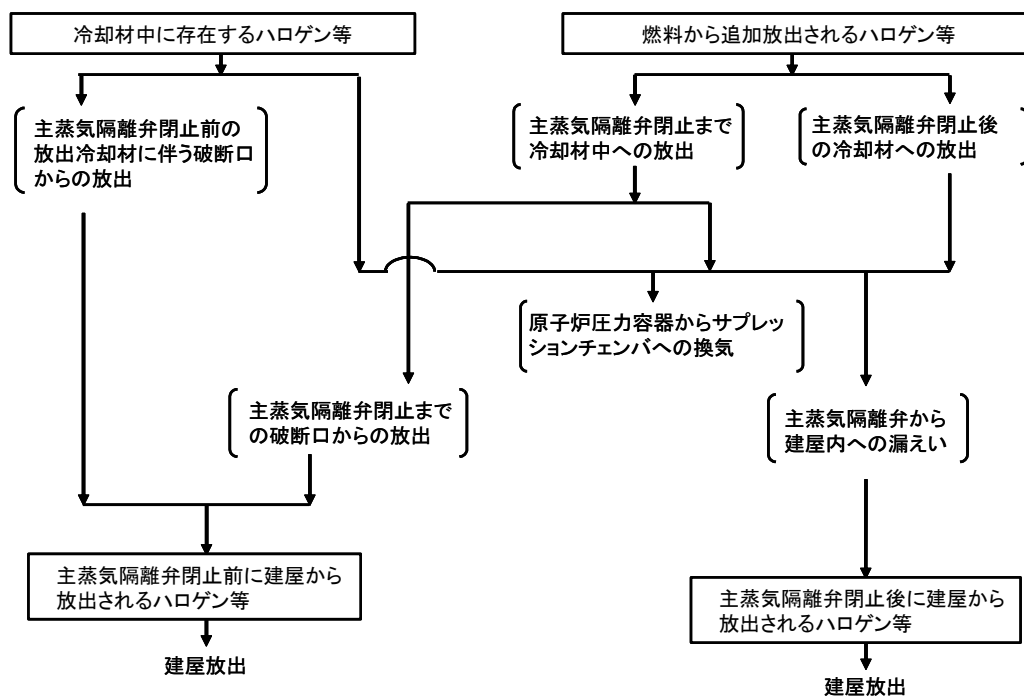 冷却材中に存在するハロゲン等
燃料から追加放出されるハロゲン等
主蒸気隔離弁閉止前の
放出冷却材に伴う破断口
からの放出
主蒸気隔離弁閉止まで
冷却材中への放出
主蒸気隔離弁閉止後
の冷却材への放出
原子炉圧力容器からサプレッ
ションチェンバへの換気
主蒸気隔離弁閉止まで
の破断口からの放出
主蒸気隔離弁から
建屋内への漏えい
主蒸気隔離弁閉止前に建屋から
放出されるハロゲン等
主蒸気隔離弁閉止後に建屋から
放出されるハロゲン等
建屋放出
建屋放出